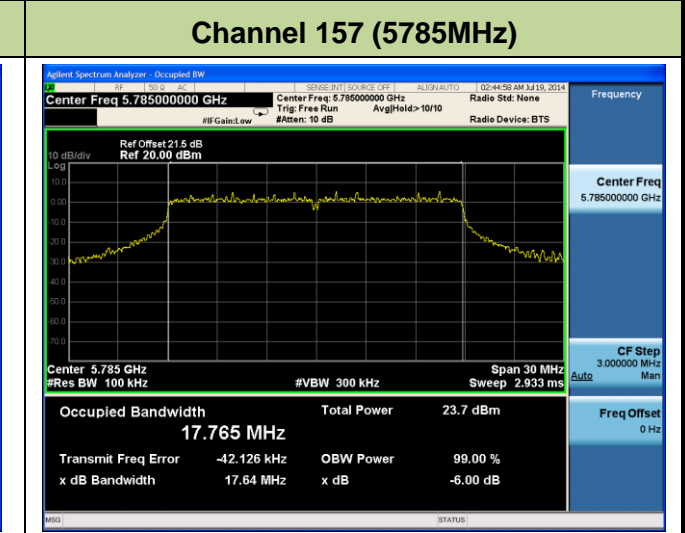 Channel 157 (5785MHz)
Agilent Spectrum Analyzer - Occupied BW
RF 50 Ω AC SENSE:INT SOURCE OFF ALIGNAUTO 02:44:58 AM Jul 19, 2014
Center Freq 5.785000000 GHz
Center Freq: 5.785000000 GHz
Radio Std: None
Trig: Free Run Avg|Hold:> 10/10
#IFGain:Low #Atten: 10 dB Radio Device: BTS
Frequency
Ref Offset 21.5 dB
10 dB/div Ref 20.00 dBm
Log
10.0
0.00
-10.0
-20.0
-30.0
-40.0
-50.0
-60.0
-70.0
Center 5.785 GHz Span 30 MHz
#Res BW 100 kHz #VBW 300 kHz Sweep 2.933 ms
Center Freq
5.785000000 GHz
CF Step
3.000000 MHz
Auto Man
Freq Offset
0 Hz
Occupied Bandwidth Total Power 23.7 dBm
17.765 MHz
Transmit Freq Error -42.126 kHz OBW Power 99.00 %
x dB Bandwidth 17.64 MHz x dB -6.00 dB
MSG STATUS